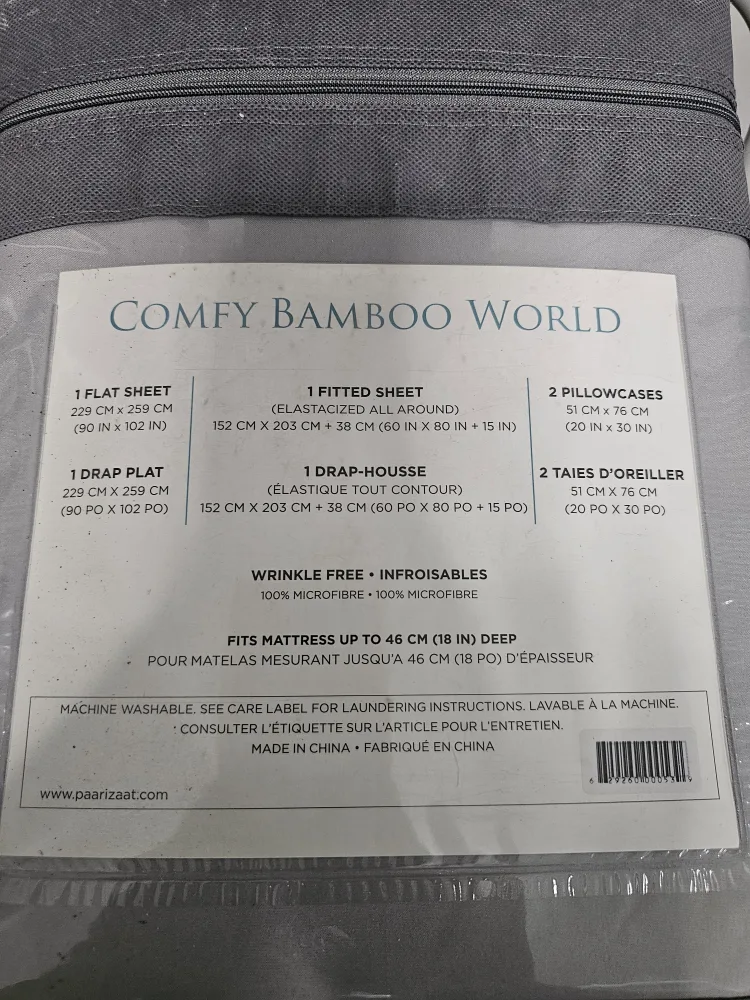 COMFY BAMBOO WORLD
1 FLAT SHEET
229 CM x 259 CM
(90 IN x 102 IN)
1 DRAP PLAT
229 CM X 259 CM
(90 PO X 102 PO)
1 FITTED SHEET
(ELASTACIZED ALL AROUND)
152 CM X 203 CM + 38 CM (60 IN X 80 IN + 15 IN)
1 DRAP-HOUSSE
(ÉLASTIQUE TOUT CONTOUR)
152 CM X 203 CM + 38 CM (60 PO X 80 PO + 15 PO)
2 PILLOWCASES
51 CM x 76 CM
(20 IN x 30 IN)
2 TAIES D'OREILLER
51 CM X 76 CM
(20 PO X 30 PO)
WRINKLE FREE • INFROISABLES
100% MICROFIBRE • 100% MICROFIBRE
FITS MATTRESS UP TO 46 CM (18 IN) DEEP
POUR MATELAS MESURANT JUSQU'A 46 CM (18 PO) D'ÉPAISSEUR
MACHINE WASHABLE. SEE CARE LABEL FOR LAUNDERING INSTRUCTIONS. LAVABLE À LA MACHINE.
CONSULTER L'ÉTIQUETTE SUR L'ARTICLE POUR L'ENTRETIEN.
MADE IN CHINA • FABRIQUÉ EN CHINA
www.paarizaat.com